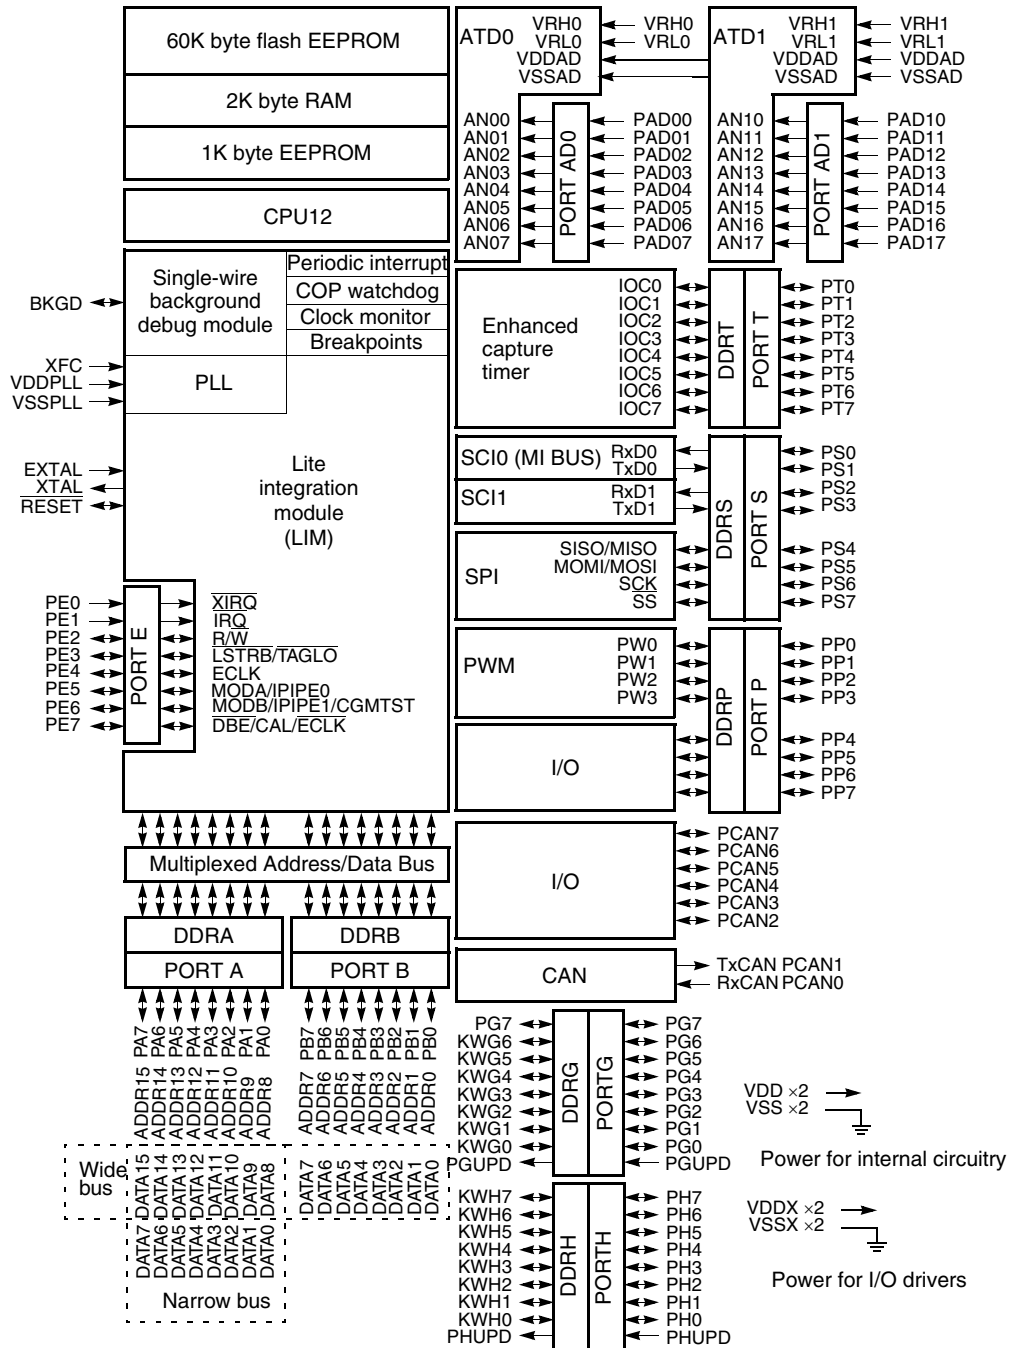 60K byte flash EEPROM
2K byte RAM
1K byte EEPROM
CPU12
Single-wire
background
debug module
Periodic interrupt
COP watchdog
Clock monitor
Breakpoints
PLL
Lite
integration
module
(LIM)
BKGD
XFC
VDDPLL
VSSPLL
EXTAL
XTAL
RESET
PE0
PE1
PE2
PE3
PE4
PE5
PE6
PE7
PORT E
XIRQ
IRQ
R/W
LSTRB/TAGLO
ECLK
MODA/IPIPE0
MODB/IPIPE1/CGMTST
DBE/CAL/ECLK
Multiplexed Address/Data Bus
DDRA
DDRB
PORT A
PORT B
PA7
PA6
PA5
PA4
PA3
PA2
PA1
PA0
PB7
PB6
PB5
PB4
PB3
PB2
PB1
PB0
ADDR15
ADDR14
ADDR13
ADDR12
ADDR11
ADDR10
ADDR9
ADDR8
ADDR7
ADDR6
ADDR5
ADDR4
ADDR3
ADDR2
ADDR1
ADDR0
Wide
bus
DATA15
DATA14
DATA13
DATA12
DATA11
DATA10
DATA9
DATA8
DATA7
DATA6
DATA5
DATA4
DATA3
DATA2
DATA1
DATA0
DATA7
DATA6
DATA5
DATA4
DATA3
DATA2
DATA1
DATA0
Narrow bus
ATD0
VRH0
VRL0
VDDAD
VSSAD
VRH0
VRL0
AN00
AN01
AN02
AN03
AN04
AN05
AN06
AN07
PORT AD0
PAD00
PAD01
PAD02
PAD03
PAD04
PAD05
PAD06
PAD07
ATD1
VRH1
VRL1
VDDAD
VSSAD
VRH1
VRL1
VDDAD
VSSAD
AN10
AN11
AN12
AN13
AN14
AN15
AN16
AN17
PORT AD1
PAD10
PAD11
PAD12
PAD13
PAD14
PAD15
PAD16
PAD17
Enhanced
capture
timer
IOC0
IOC1
IOC2
IOC3
IOC4
IOC5
IOC6
IOC7
DDRT
PORT T
PT0
PT1
PT2
PT3
PT4
PT5
PT6
PT7
SCI0 (MI BUS)
RxD0
TxD0
SCI1
RxD1
TxD1
SPI
SISO/MISO
MOMI/MOSI
SCK
SS
DDRS
PORT S
PS0
PS1
PS2
PS3
PS4
PS5
PS6
PS7
PWM
PW0
PW1
PW2
PW3
I/O
DDRP
PORT P
PP0
PP1
PP2
PP3
PP4
PP5
PP6
PP7
I/O
PCAN7
PCAN6
PCAN5
PCAN4
PCAN3
PCAN2
CAN
TxCAN PCAN1
RxCAN PCAN0
PG7
KWG6
KWG5
KWG4
KWG3
KWG2
KWG1
KWG0
PGUPD
DDRG
PORTG
PG7
PG6
PG5
PG4
PG3
PG2
PG1
PG0
PGUPD
KWH7
KWH6
KWH5
KWH4
KWH3
KWH2
KWH1
KWH0
PHUPD
DDRH
PORTH
PH7
PH6
PH5
PH4
PH3
PH2
PH1
PH0
PHUPD
VDD ×2
VSS ×2
Power for internal circuitry
VDDX ×2
VSSX ×2
Power for I/O drivers